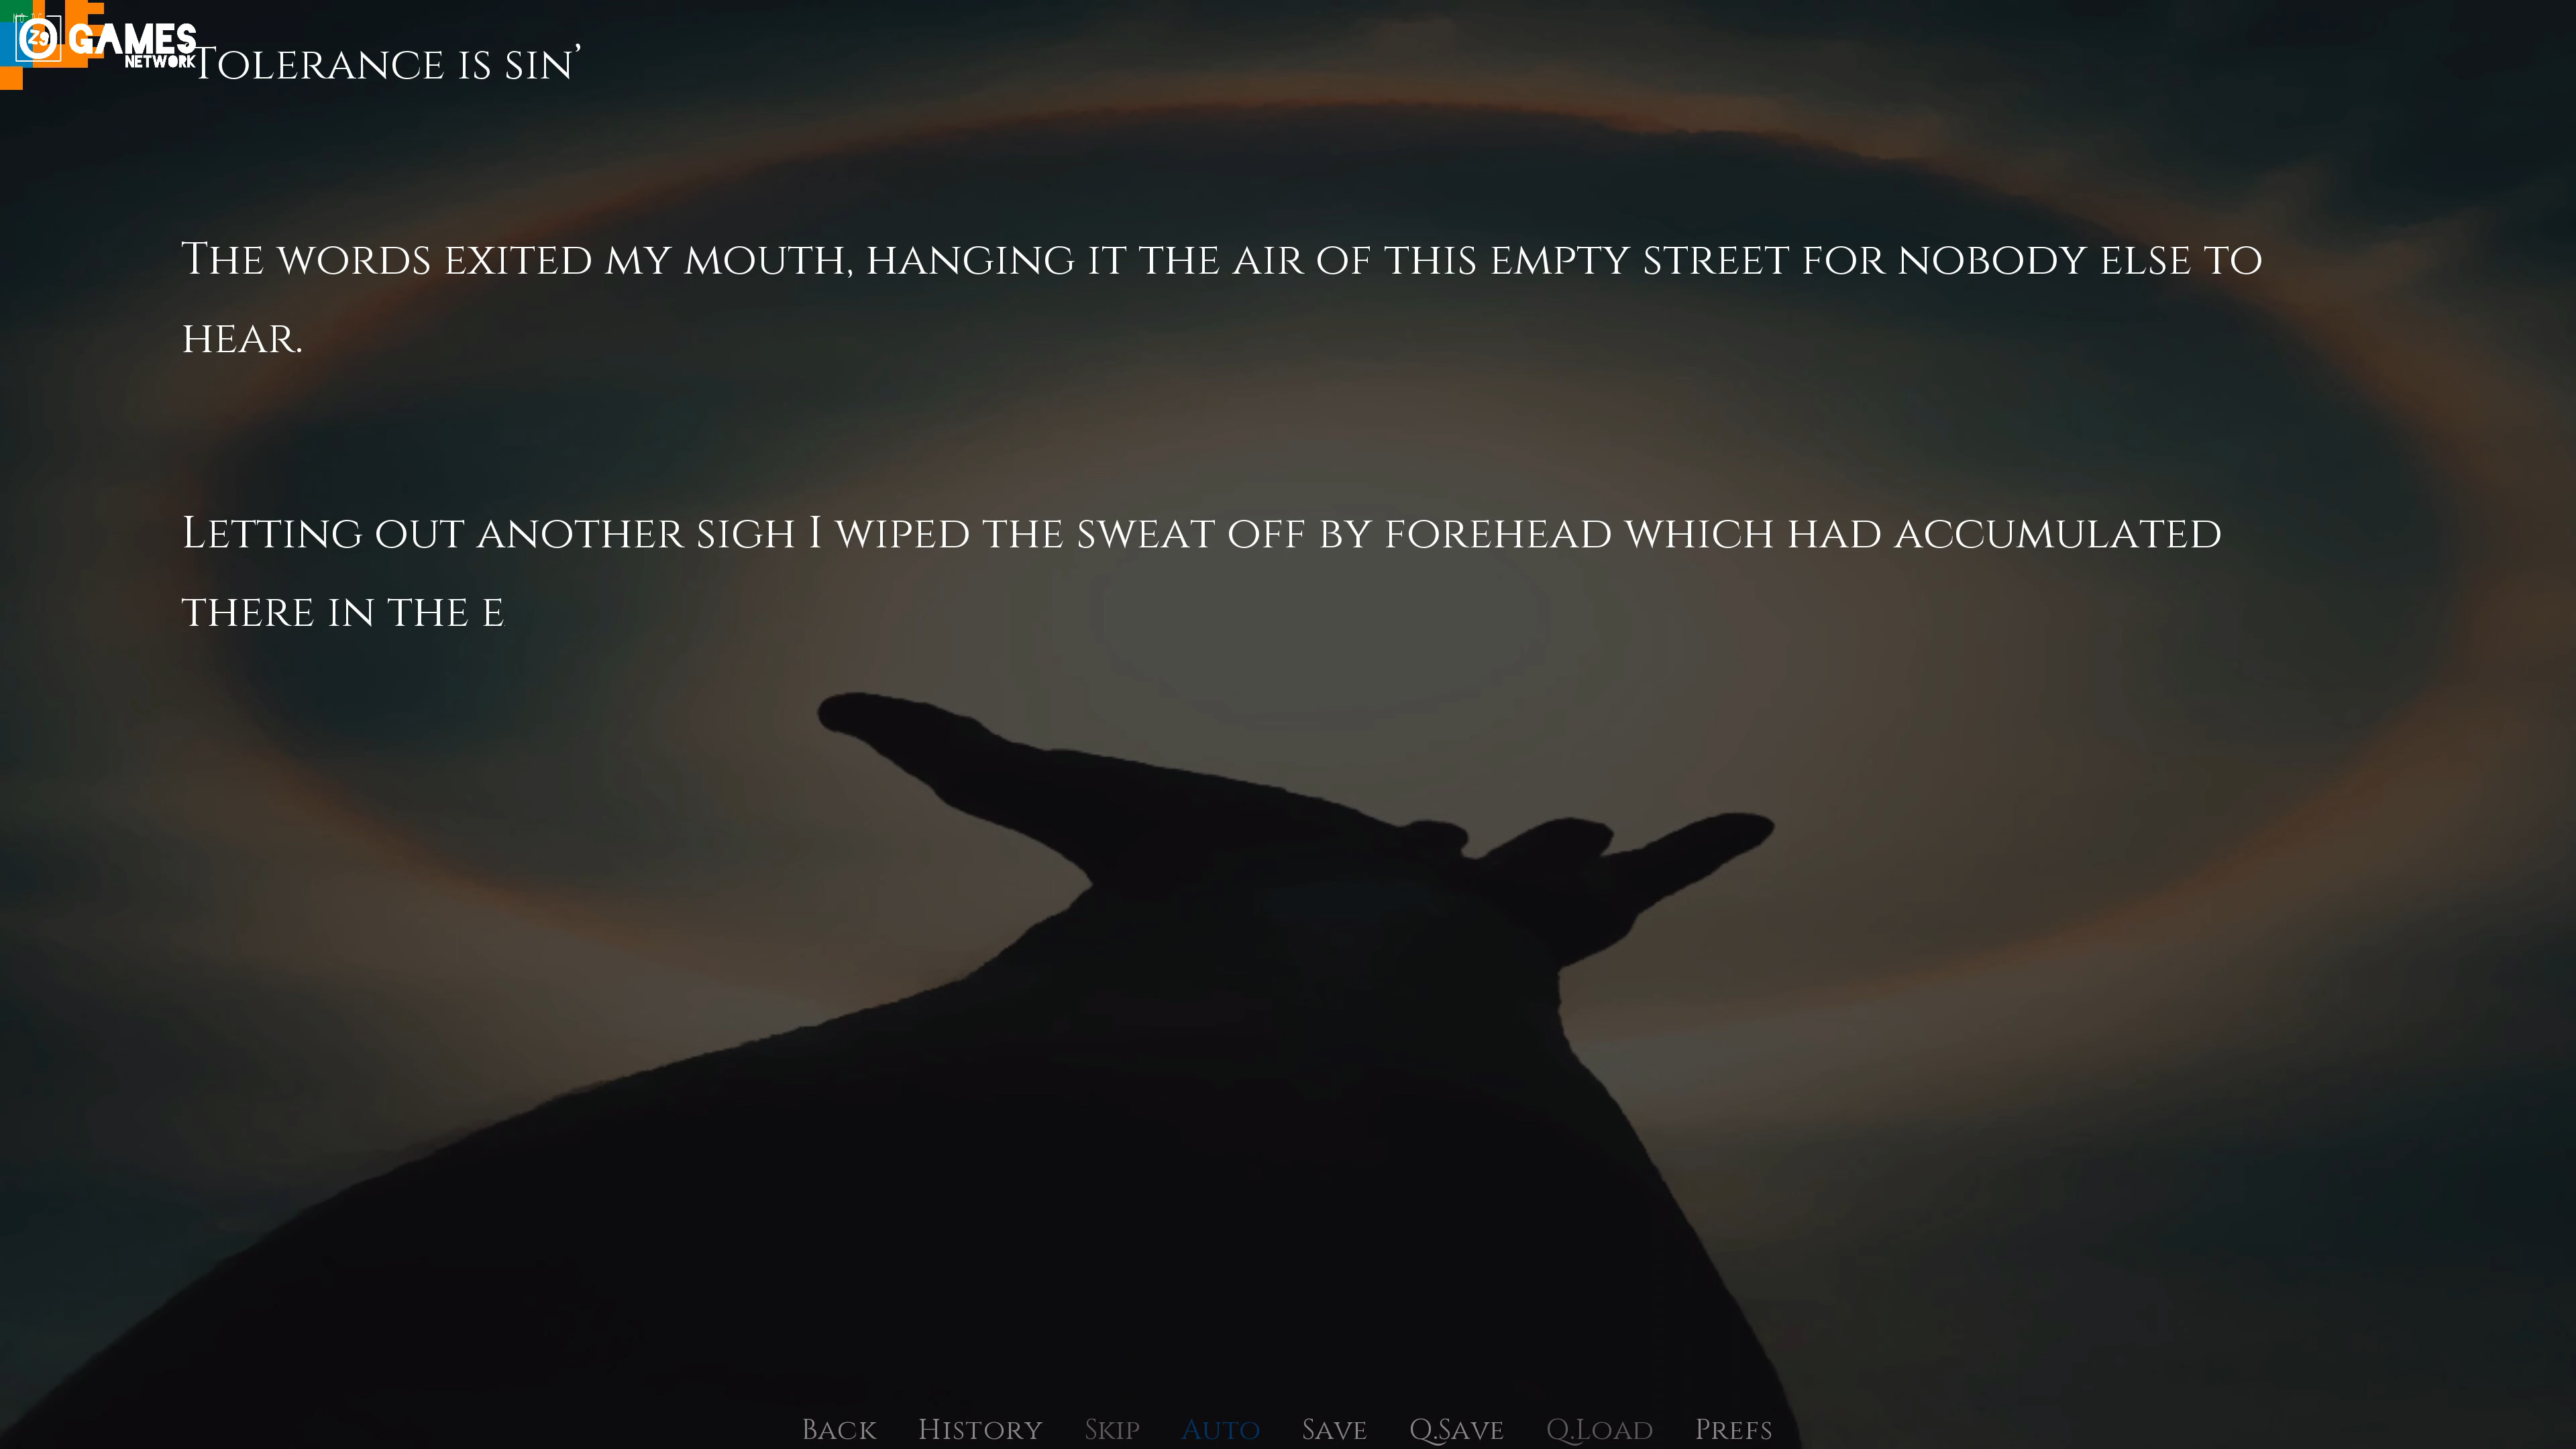 Z9 GAMES
NETWORK
Tolerance is sin’
The words exited my mouth, hanging it the air of this empty street for nobody else to
hear.
Letting out another sigh I wiped the sweat off by forehead which had accumulated
there in the e
Back History Skip Auto Save Q.Save Q.Load Prefs